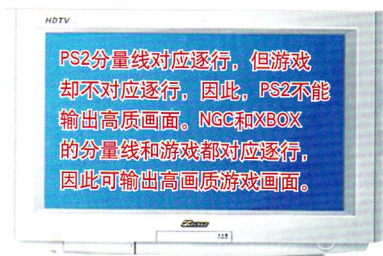 HDTV
PS2分量线对应逐行，但游戏
却不对应逐行，因此，PS2不能
输出高质画面。NGC和XBOX
的分量线和游戏都对应逐行，
因此可输出高画质游戏画面。